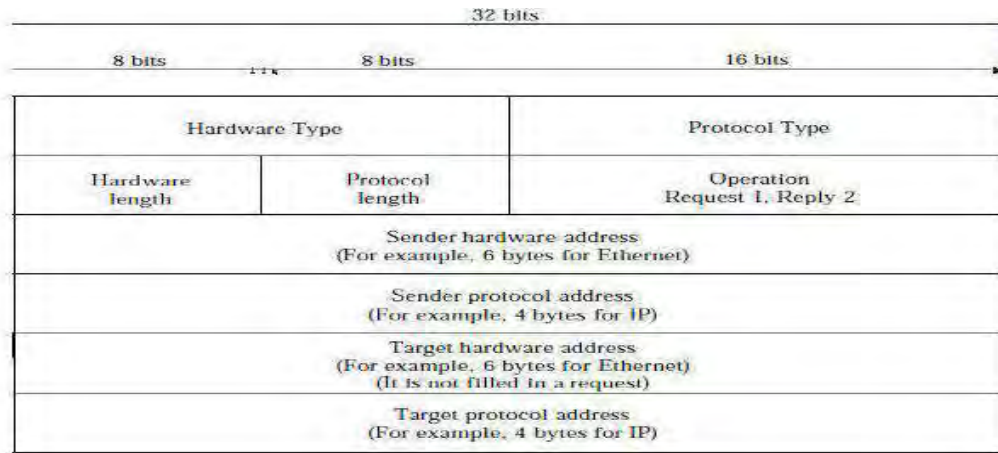 32 bits
8 bits 8 bits 16 bits
Hardware Type Protocol Type
Hardware length Protocol length Operation
Request 1, Reply 2
Sender hardware address
(For example, 6 bytes for Ethernet)
Sender protocol address
(For example, 4 bytes for IP)
Target hardware address
(For example, 6 bytes for Ethernet)
(It is not filled in a request)
Target protocol address
(For example, 4 bytes for IP)